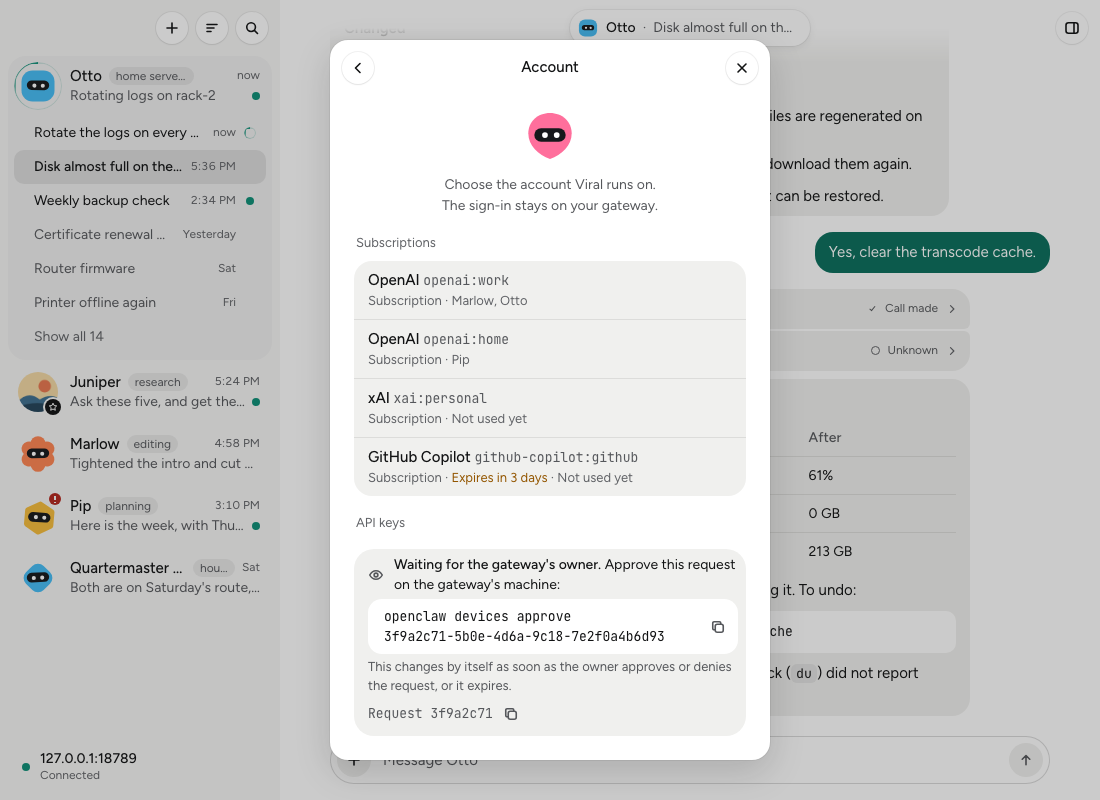 Otto
home serve...
now
Rotating logs on rack-2
Rotate the logs on every ...
now
Disk almost full on the...
5:36 PM
Weekly backup check
2:34 PM
Certificate renewal ...
Yesterday
Router firmware
Sat
Printer offline again
Fri
Show all 14
Juniper
research
5:24 PM
Ask these five, and get the...
Marlow
editing
4:58 PM
Tightened the intro and cut ...
Pip
planning
3:10 PM
Here is the week, with Thu...
Quartermaster ...
hou...
Sat
Both are on Saturday's route,...
127.0.0.1:18789
Connected
Changed
Otto · Disk almost full on th...
Account
Choose the account Viral runs on.
The sign-in stays on your gateway.
Subscriptions
OpenAI openai:work
Subscription · Marlow, Otto
OpenAI openai:home
Subscription · Pip
xAI xai:personal
Subscription · Not used yet
GitHub Copilot github-copilot:github
Subscription · Expires in 3 days · Not used yet
API keys
Waiting for the gateway's owner. Approve this request
on the gateway's machine:
openclaw devices approve
3f9a2c71-5b0e-4d6a-9c18-7e2f0a4b6d93
This changes by itself as soon as the owner approves or denies
the request, or it expires.
Request 3f9a2c71
are regenerated on
download them again.
can be restored.
Yes, clear the transcode cache.
Call made
Unknown
After
61%
0 GB
213 GB
it. To undo:
(du) did not report
Message Otto